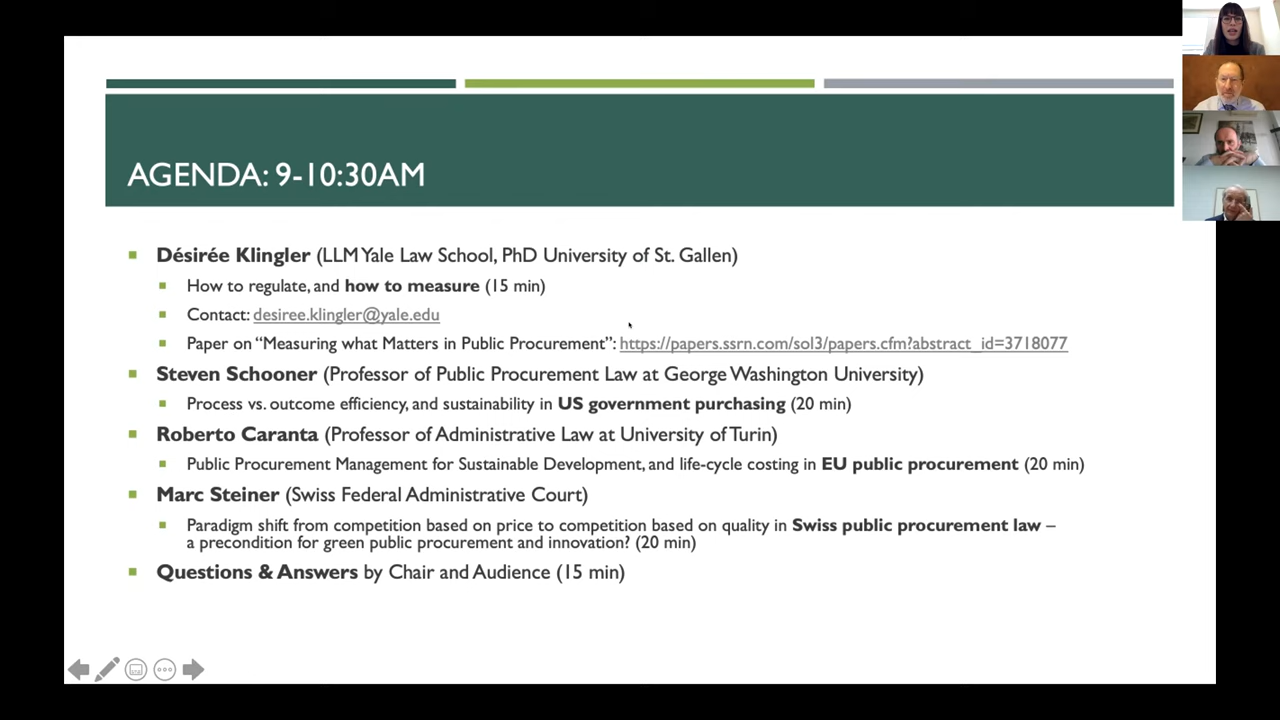 AGENDA: 9-10:30AM
Désirée Klingler (LLM Yale Law School, PhD University of St. Gallen)
How to regulate, and how to measure (15 min)
Contact: desiree.klingler@yale.edu
Paper on “Measuring what Matters in Public Procurement”: https://papers.ssrn.com/sol3/papers.cfm?abstract_id=3718077
Steven Schooner (Professor of Public Procurement Law at George Washington University)
Process vs. outcome efficiency, and sustainability in US government purchasing (20 min)
Roberto Caranta (Professor of Administrative Law at University of Turin)
Public Procurement Management for Sustainable Development, and life-cycle costing in EU public procurement (20 min)
Marc Steiner (Swiss Federal Administrative Court)
Paradigm shift from competition based on price to competition based on quality in Swiss public procurement law –
a precondition for green public procurement and innovation? (20 min)
Questions & Answers by Chair and Audience (15 min)